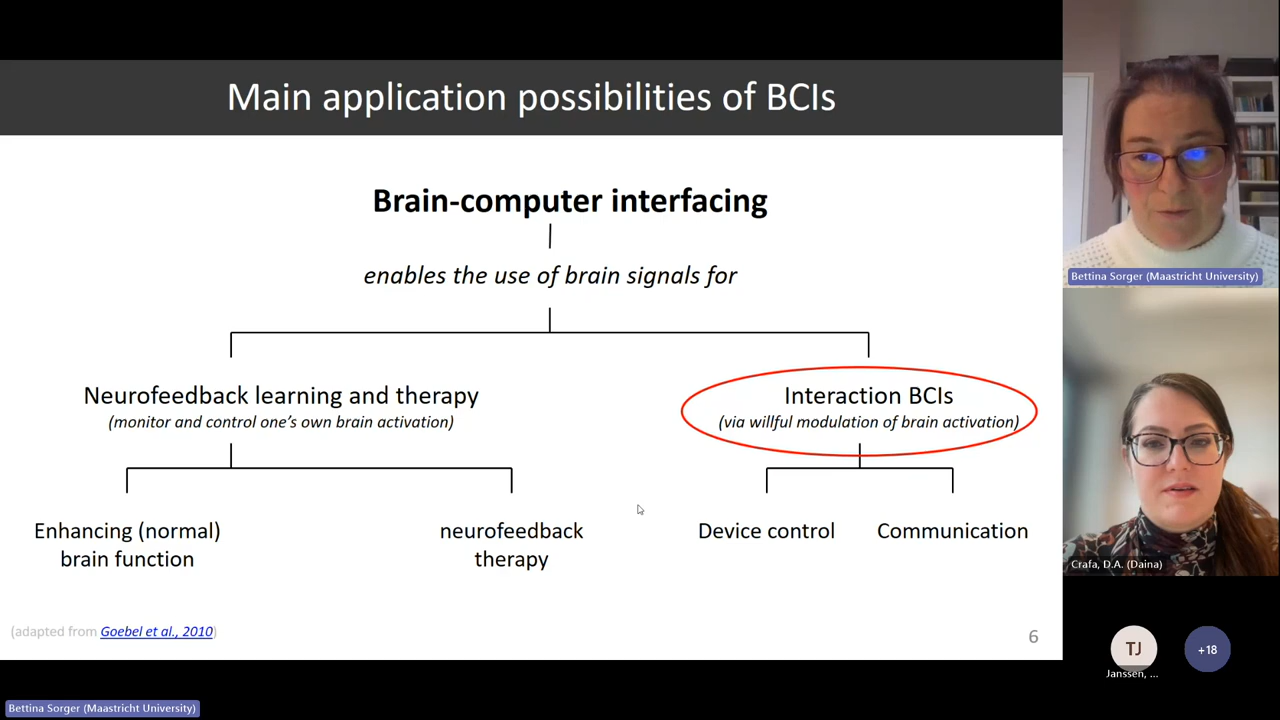 Main application possibilities of BCIs
Brain-computer interfacing
enables the use of brain signals for
Neurofeedback learning and therapy
(monitor and control one's own brain activation)
Interaction BCIs
(via willful modulation of brain activation)
Enhancing (normal)
brain function
neurofeedback
therapy
Device control
Communication
(adapted from Goebel et al., 2010)
6
Bettina Sorger (Maastricht University)
Crafa, D.A. (Daina)
TJ
+18
Janssen, ...
Bettina Sorger (Maastricht University)